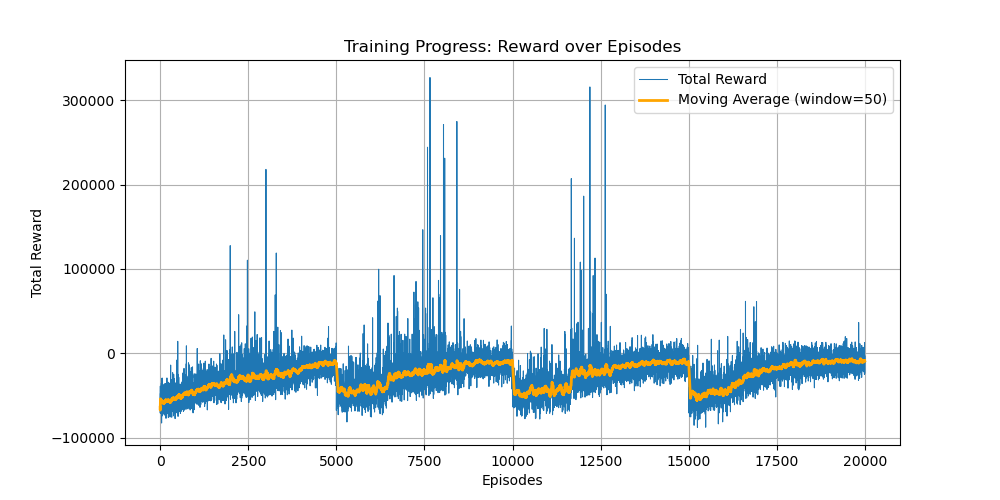 Training Progress: Reward over Episodes
Total Reward
Moving Average (window=50)
Total Reward
300000
200000
100000
0
−100000
0
2500
5000
7500
10000
12500
15000
17500
20000
Episodes